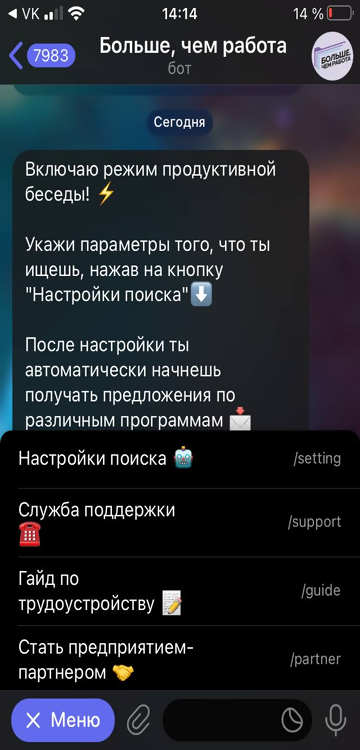 ◀ VK 14:14 14 %
7983 Больше, чем работа
бот
БОЛЬШЕ,
ЧЕМ РАБОТА
Сегодня
Включаю режим продуктивной
беседы! ⚡
Укажи параметры того, что ты
ищешь, нажав на кнопку
"Настройки поиска"⬇️
После настройки ты
автоматически начнешь
получать предложения по
различным программам 📩
Настройки поиска 🤖 /setting
Служба поддержки
☎️ /support
Гайд по
трудоустройству 📝 /guide
Стать предприятием-
партнером 🤝 /partner
Меню